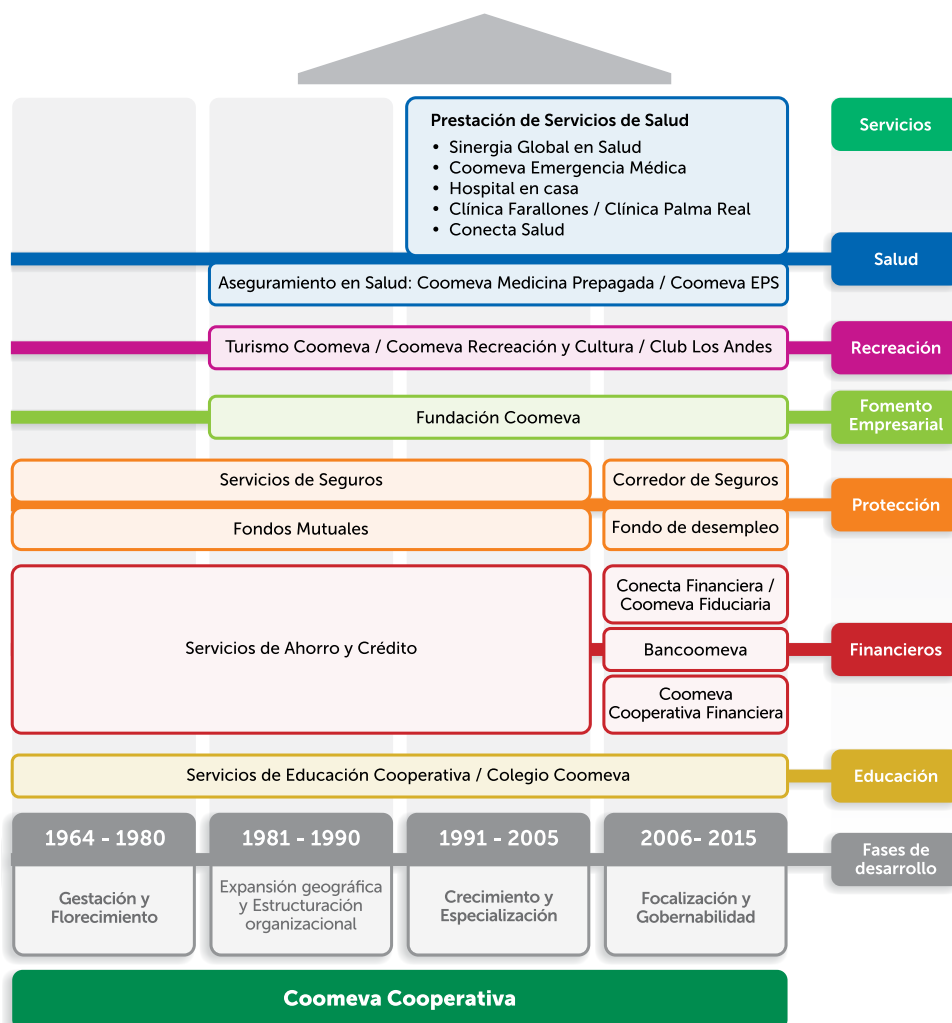 Prestación de Servicios de Salud
• Sinergia Global en Salud
• Coomeva Emergencia Médica
• Hospital en casa
• Clínica Farallones / Clínica Palma Real
• Conecta Salud
Servicios
Salud
Aseguramiento en Salud: Coomeva Medicina Prepagada / Coomeva EPS
Turismo Coomeva / Coomeva Recreación y Cultura / Club Los Andes
Recreación
Fundación Coomeva
Fomento
Empresarial
Servicios de Seguros
Corredor de Seguros
Protección
Fondos Mutuales
Fondo de desempleo
Servicios de Ahorro y Crédito
Conecta Financiera /
Coomeva Fiduciaria
Bancoomeva
Coomeva
Cooperativa Financiera
Financieros
Servicios de Educación Cooperativa / Colegio Coomeva
Educación
1964 - 1980
Gestación y
Florecimiento
1981 - 1990
Expansión geográfica
y Estructuración
organizacional
1991 - 2005
Crecimiento y
Especialización
2006- 2015
Focalización y
Gobernabilidad
Fases de
desarrollo
Coomeva Cooperativa